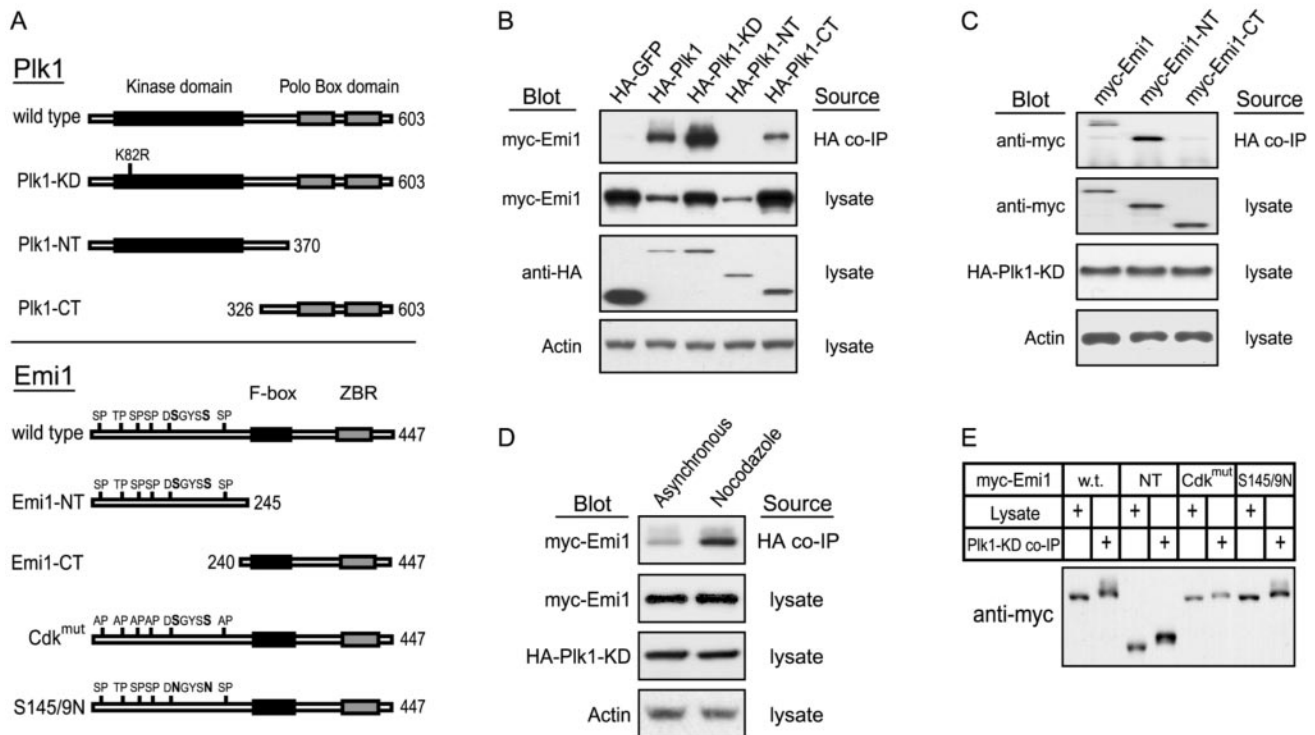 A
Plk1
Kinase domain Polo Box domain
wild type 603
K82R
Plk1-KD 603
Plk1-NT 370
Plk1-CT 326 603
Emi1
F-box ZBR
SP TP SPSP DSGYSS SP
wild type 447
SP TP SPSP DSGYSS SP
Emi1-NT 245
Emi1-CT 240 447
AP APAPAP DSGYSS AP
Cdkmut 447
SP TP SPSP DNGYSN SP
S145/9N 447
B
HA-GFP HA-Plk1 HA-Plk1-KD HA-Plk1-NT HA-Plk1-CT
Blot Source
myc-Emi1 HA co-IP
myc-Emi1 lysate
anti-HA lysate
Actin lysate
C
myc-Emi1 myc-Emi1-NT myc-Emi1-CT
Blot Source
anti-myc HA co-IP
anti-myc lysate
HA-Plk1-KD lysate
Actin lysate
D
Asynchronous Nocodazole
Blot Source
myc-Emi1 HA co-IP
myc-Emi1 lysate
HA-Plk1-KD lysate
Actin lysate
E
myc-Emi1 w.t. NT Cdkmut S145/9N
Lysate + + + +
Plk1-KD co-IP + + + +
anti-myc